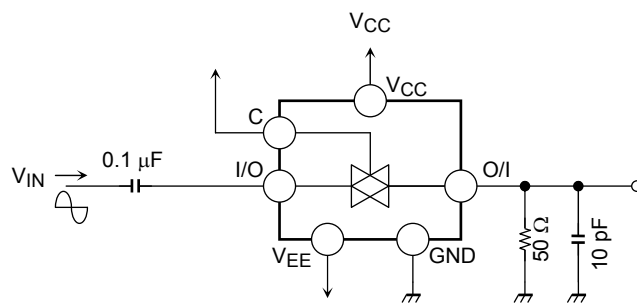 VCC
VCC
C
VIN
0.1 μF
I/O
O/I
50 Ω
10 pF
VEE
GND